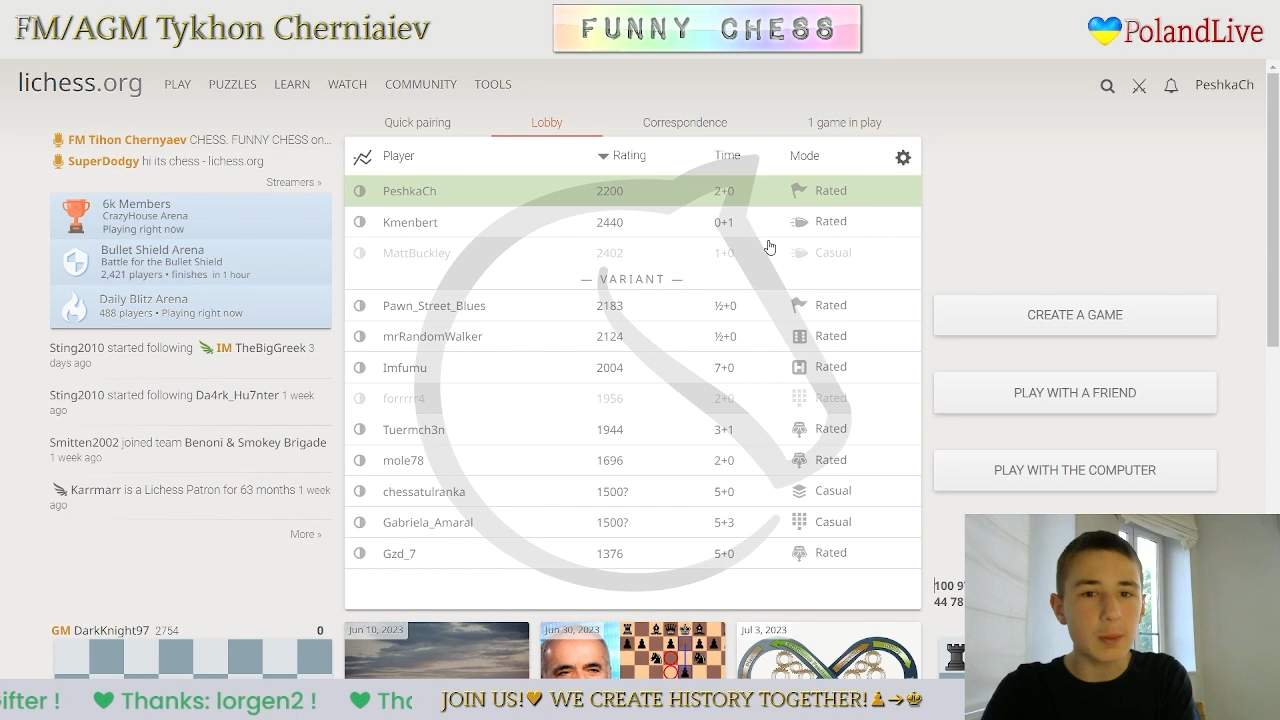 FM/AGM Tykhon Cherniaiev
FUNNY CHESS
PolandLive
lichess.org PLAY PUZZLES LEARN WATCH COMMUNITY TOOLS PeshkaCh
Quick pairing Lobby Correspondence 1 game in play
FM Tihon Chernyaev CHESS. FUNNY CHESS on...
SuperDodgy hi its chess - lichess.org
Streamers »
6k Members
CrazyHouse Arena
Playing right now
Bullet Shield Arena
Battle for the Bullet Shield
2,421 players • finishes in 1 hour
Daily Blitz Arena
488 players • Playing right now
Sting2010 started following IM TheBigGreek 3
days ago
Sting2010 started following Da4rk_Hu7nter 1 week
ago
Smitten2002 joined team Benoni & Smokey Brigade
1 week ago
Karrmarr is a Lichess Patron for 63 months 1 week
ago
More »
Player Rating Time Mode
PeshkaCh 2200 2+0 Rated
Kmenbert 2440 0+1 Rated
MattBuckley 2402 1+0 Casual
— VARIANT —
Pawn_Street_Blues 2183 ½+0 Rated
mrRandomWalker 2124 ½+0 Rated
Imfumu 2004 7+0 Rated
forrrr4 1956 2+0 Rated
Tuermch3n 1944 3+1 Rated
mole78 1696 2+0 Rated
chessatulranka 1500? 5+0 Casual
Gabriela_Amaral 1500? 5+3 Casual
Gzd_7 1376 5+0 Rated
CREATE A GAME
PLAY WITH A FRIEND
PLAY WITH THE COMPUTER
100 9
44 78
GM DarkKnight97 2754 0
Jun 10, 2023
Jun 30, 2023
Jul 3, 2023
ifter ! Thanks: lorgen2 ! Tha
JOIN US! WE CREATE HISTORY TOGETHER!